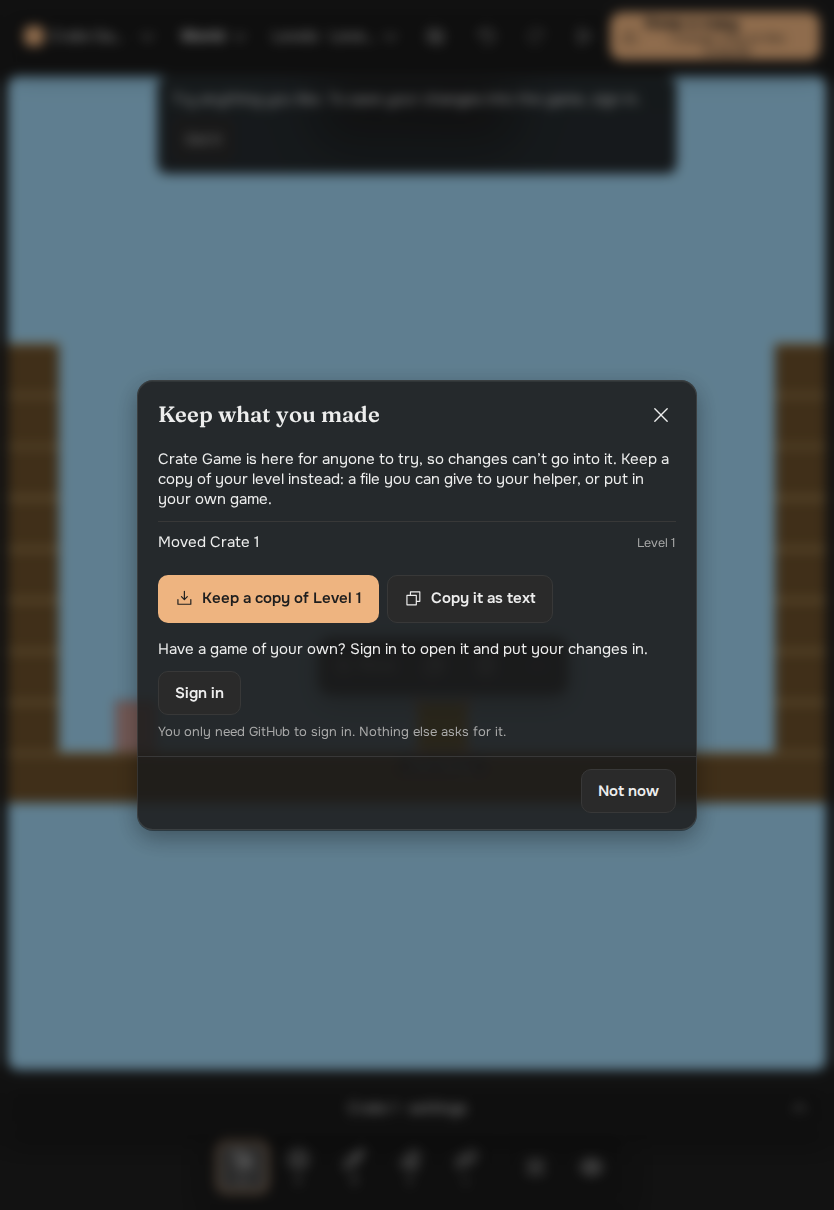 Keep what you made
Crate Game is here for anyone to try, so changes can’t go into it. Keep a
copy of your level instead: a file you can give to your helper, or put in
your own game.
Moved Crate 1
Level 1
Keep a copy of Level 1
Copy it as text
Have a game of your own? Sign in to open it and put your changes in.
Sign in
You only need GitHub to sign in. Nothing else asks for it.
Not now